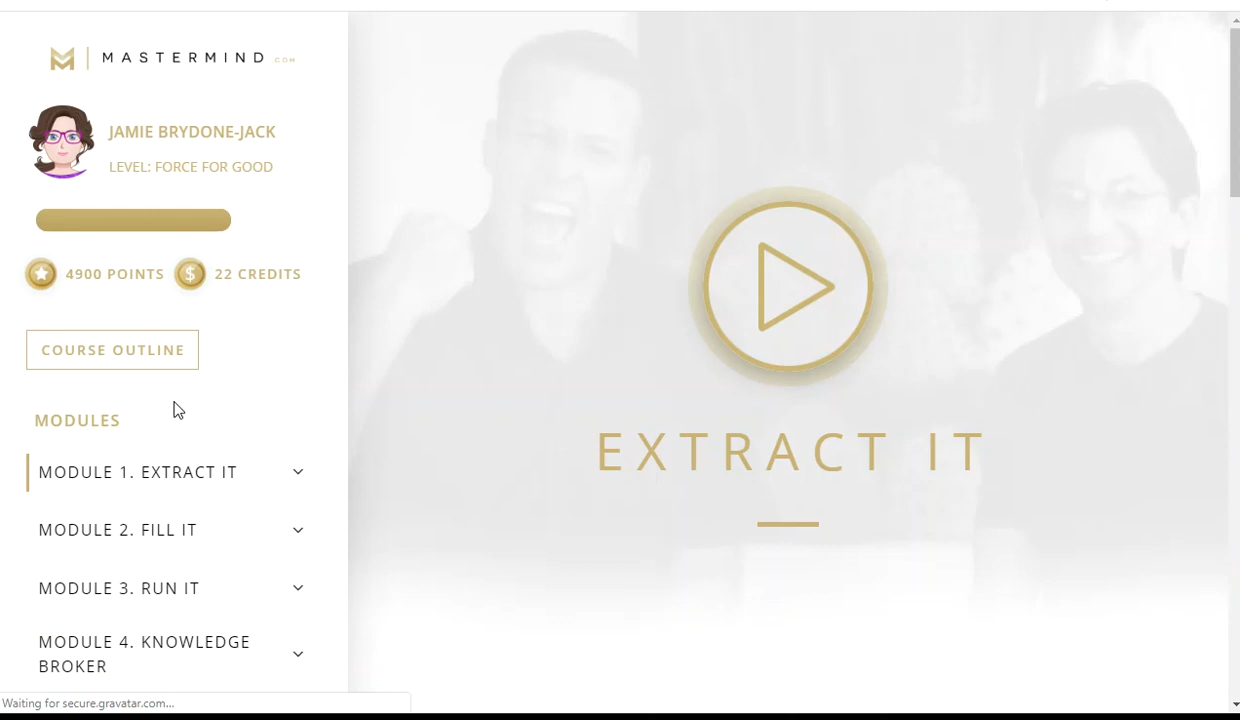 MASTERMIND COM
JAMIE BRYDONE-JACK
LEVEL: FORCE FOR GOOD
4900 POINTS
$ 22 CREDITS
COURSE OUTLINE
MODULES
MODULE 1. EXTRACT IT
MODULE 2. FILL IT
MODULE 3. RUN IT
MODULE 4. KNOWLEDGE
BROKER
Waiting for secure.gravatar.com...
EXTRACT IT